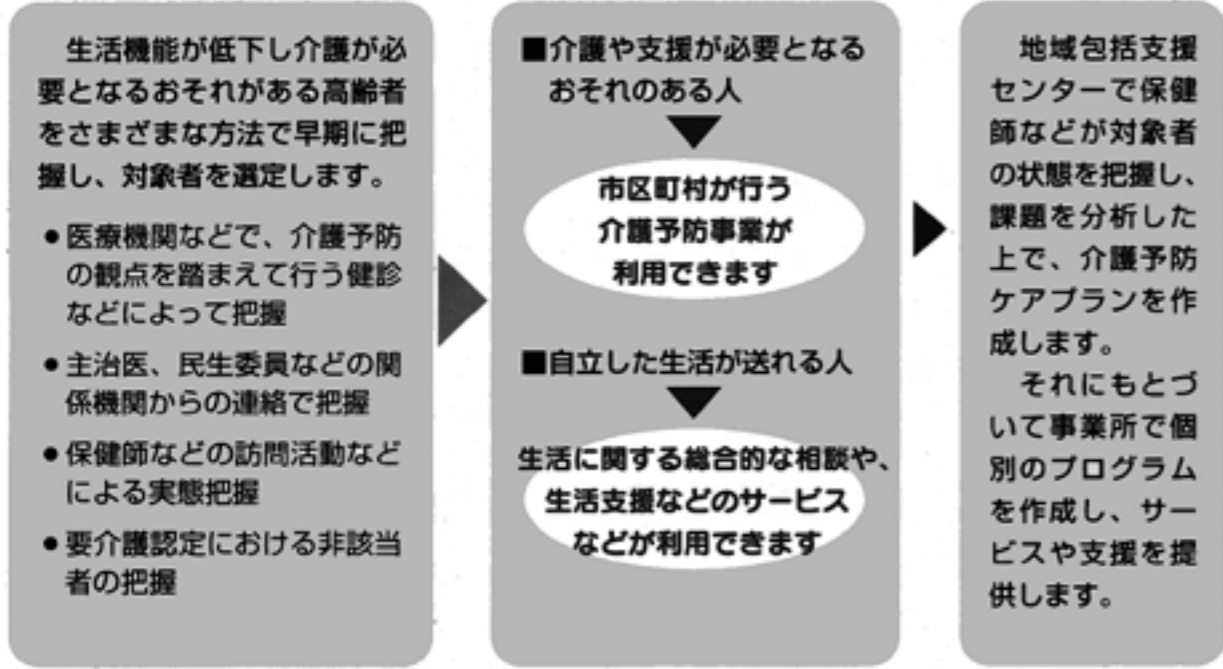 生活機能が低下し介護が必
要となるおそれがある高齢者
をさまざまな方法で早期に把
握し、対象者を選定します。
●医療機関などで、介護予防
の観点を踏まえて行う健診
などによって把握
●主治医、民生委員などの関
係機関からの連絡で把握
●保健師などの訪問活動など
による実態把握
●要介護認定における非該当
者の把握
■介護や支援が必要となる
おそれのある人
市区町村が行う
介護予防事業が
利用できます
■自立した生活が送れる人
生活に関する総合的な相談や、
生活支援などのサービス
などが利用できます
地域包括支援
センターで保健
師などが対象者
の状態を把握し、
課題を分析した
上で、介護予防
ケアプランを作
成します。
それにもとづ
いて事業所で個
別のプログラム
を作成し、サー
ビスや支援を提
供します。